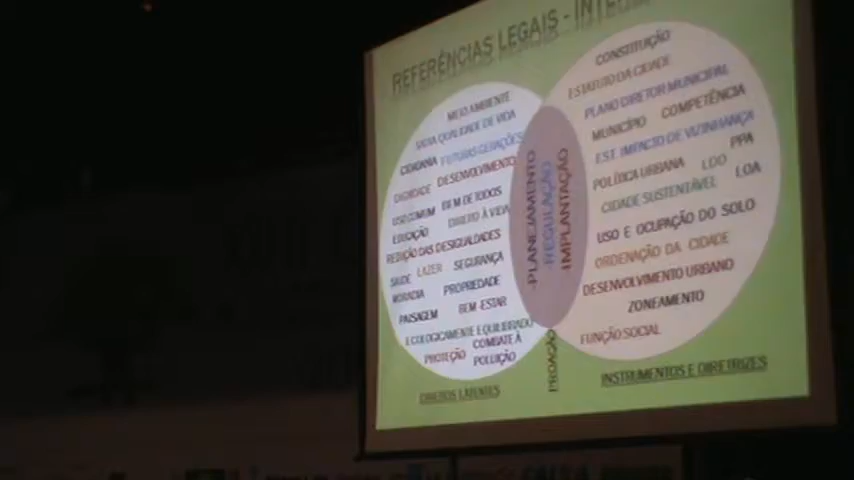 REFERÊNCIAS LEGAIS -
MEIO AMBIENTE
SADIA QUALIDADE DE VIDA
CIDADANIA FUTURAS GERAÇÕES
DIGNIDADE DESENVOLVIMENTO
USO COMUM BEM DE TODOS
EDUCAÇÃO DIREITO À VIDA
REDUÇÃO DAS DESIGUALDADES
SAÚDE LAZER SEGURANÇA
MORADIA PROPRIEDADE
PAISAGEM BEM-ESTAR
ECOLOGICAMENTE EQUILIBRADO
PROTEÇÃO COMBATE À
POLUIÇÃO
DIREITOS LATENTES
-PLANEJAMENTO
-REGULAÇÃO
IMPLANTAÇÃO
PROAÇÃO
CONSTITUIÇÃO
ESTATUTO DA CIDADE
PLANO DIRETOR MUNICIPAL
MUNICÍPIO COMPETÊNCIA
EST. IMPACTO DE VIZINHANÇA
POLÍTICA URBANA LDO PPA
CIDADE SUSTENTÁVEL LOA
USO E OCUPAÇÃO DO SOLO
ORDENAÇÃO DA CIDADE
DESENVOLVIMENTO URBANO
ZONEAMENTO
FUNÇÃO SOCIAL
INSTRUMENTOS E DIRETRIZES